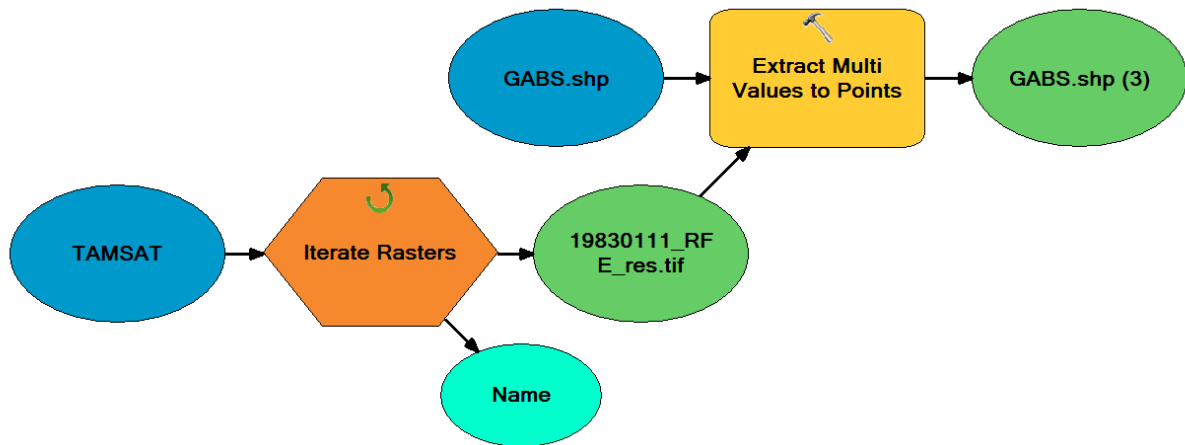 GABS.shp
Extract Multi
Values to Points
GABS.shp (3)
TAMSAT
Iterate Rasters
19830111_RF
E_res.tif
Name